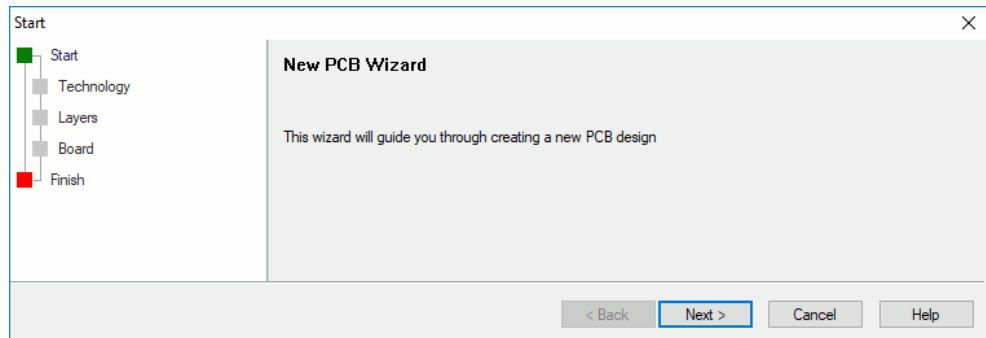 Start
Start
Technology
Layers
Board
Finish
New PCB Wizard
This wizard will guide you through creating a new PCB design
< Back Next > Cancel Help